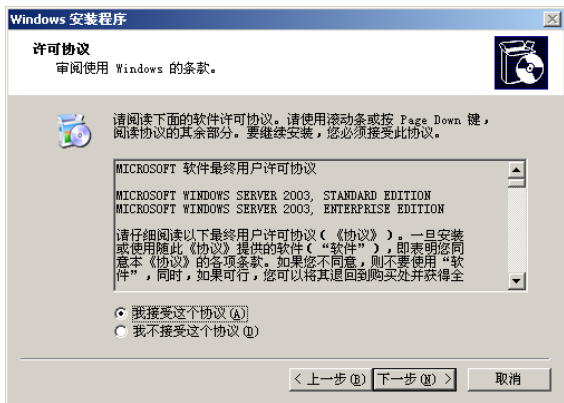 Windows 安装程序
许可协议
审阅使用 Windows 的条款。
请阅读下面的软件许可协议。请使用滚动条或按 Page Down 键，
阅读协议的其余部分。要继续安装，您必须接受此协议。
MICROSOFT 软件最终用户许可协议
MICROSOFT WINDOWS SERVER 2003, STANDARD EDITION
MICROSOFT WINDOWS SERVER 2003, ENTERPRISE EDITION
请仔细阅读以下最终用户许可协议(《协议》)。一旦安装
或使用随此《协议》提供的软件(“软件”)，即表明您同
意本《协议》的各项条款。如果您不同意，则不要使用“软
件”，同时，如果可行，您可以将其退回到购买处并获得全
我接受这个协议(A)
我不接受这个协议(D)
< 上一步(B) 下一步(N) > 取消